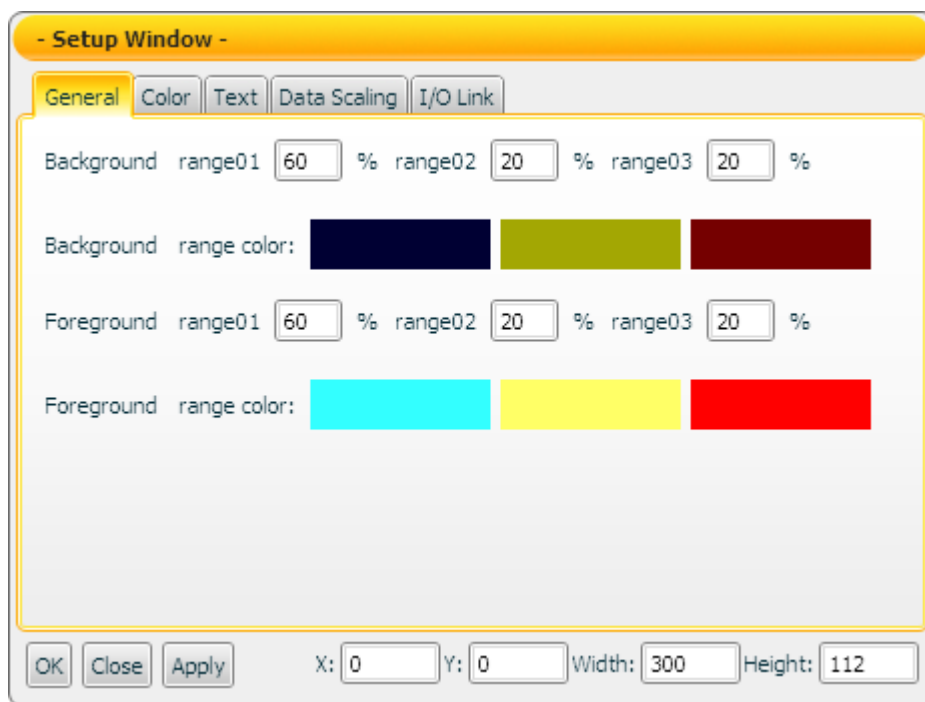 - Setup Window -
General Color Text Data Scaling I/O Link
Background range01 60 % range02 20 % range03 20 %
Background range color:
Foreground range01 60 % range02 20 % range03 20 %
Foreground range color:
OK Close Apply X: 0 Y: 0 Width: 300 Height: 112